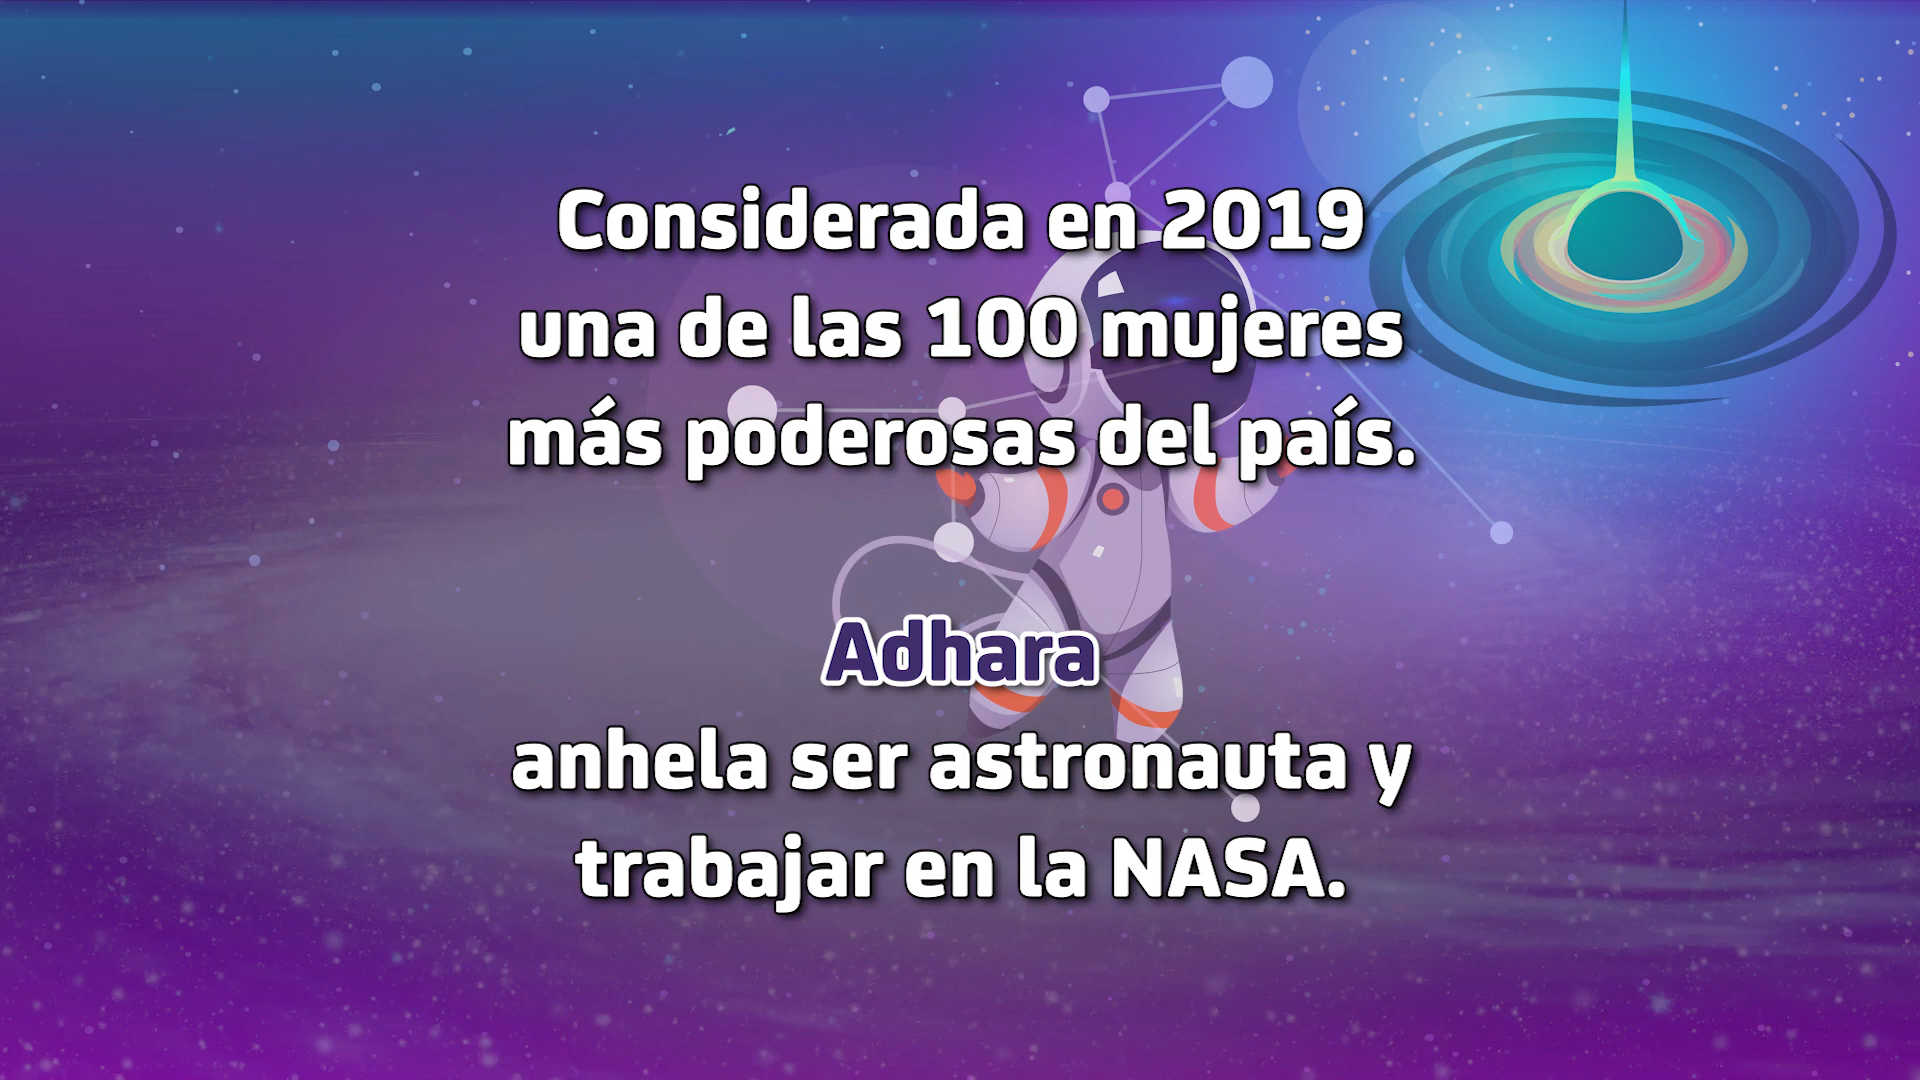 Considerada en 2019
una de las 100 mujeres
más poderosas del país.
Adhara
anhela ser astronauta y
trabajar en la NASA.